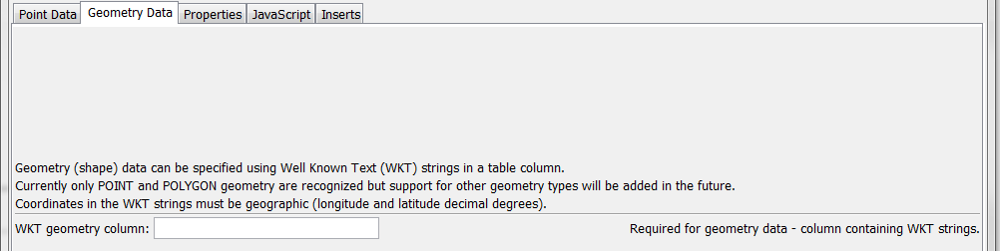 Point Data Geometry Data Properties JavaScript Inserts
Geometry (shape) data can be specified using Well Known Text (WKT) strings in a table column.
Currently only POINT and POLYGON geometry are recognized but support for other geometry types will be added in the future.
Coordinates in the WKT strings must be geographic (longitude and latitude decimal degrees).
WKT geometry column: Required for geometry data - column containing WKT strings.